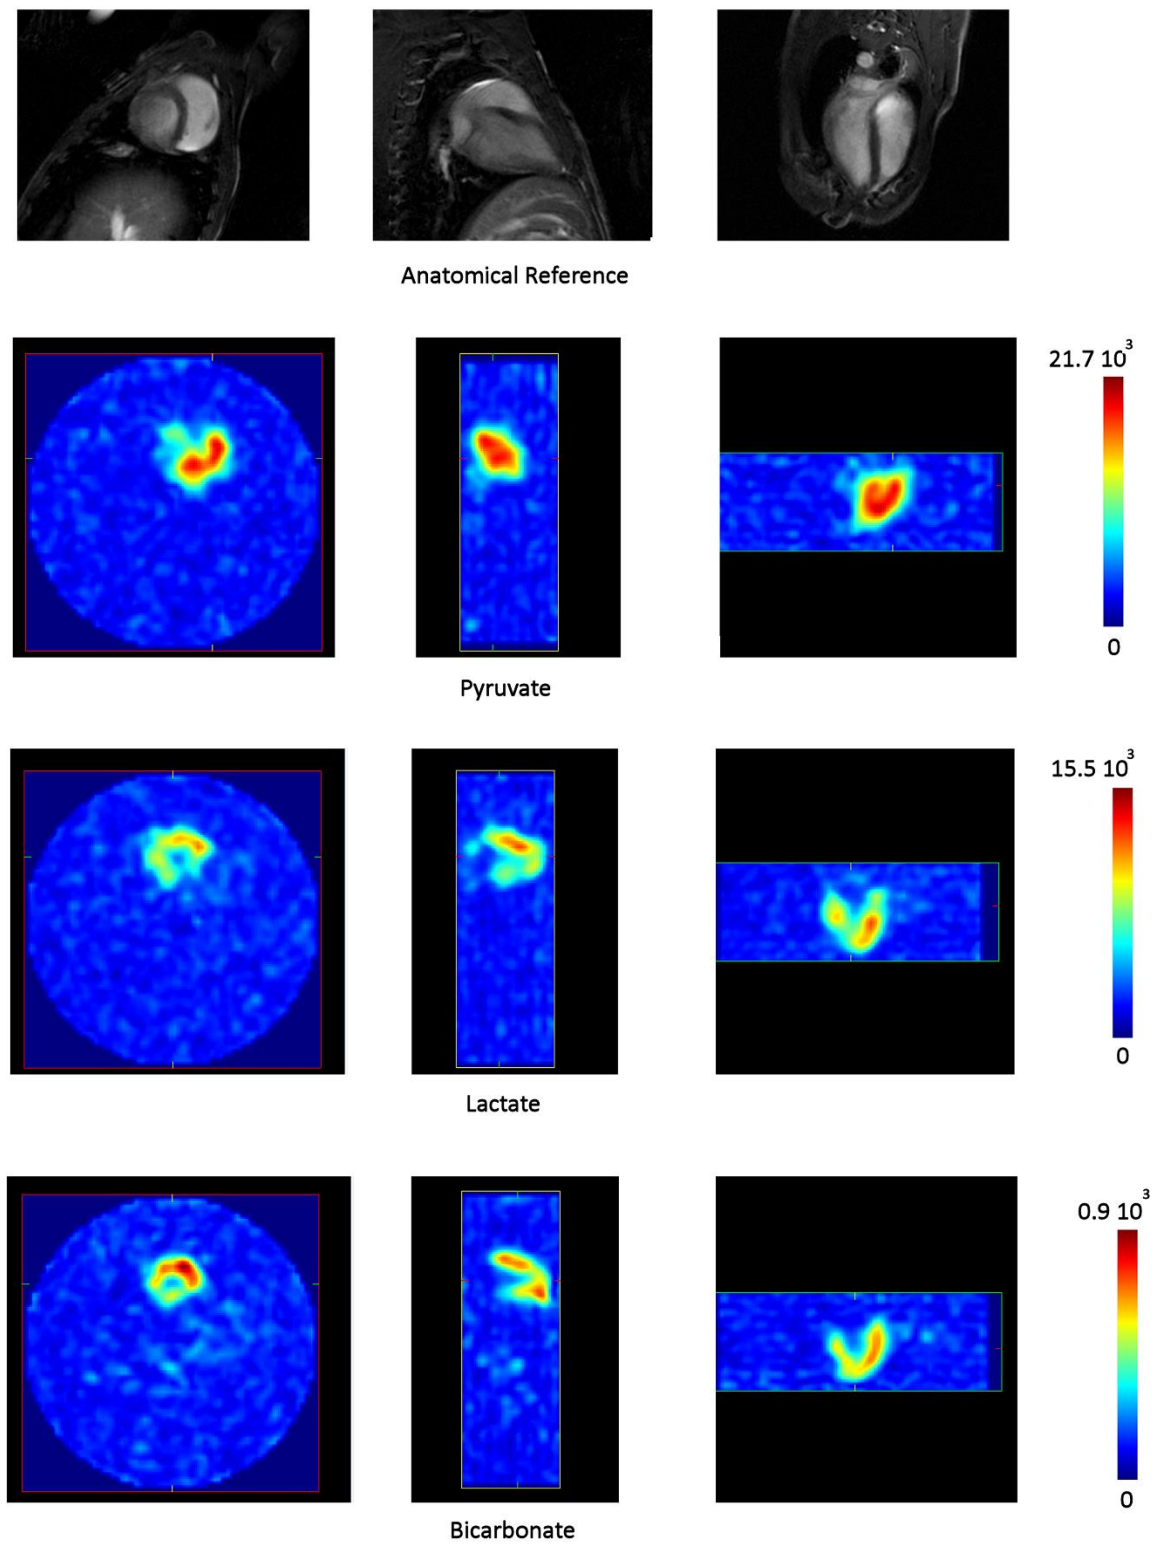 Anatomical Reference
21.7 10³
0
Pyruvate
15.5 10³
0
Lactate
0.9 10³
0
Bicarbonate